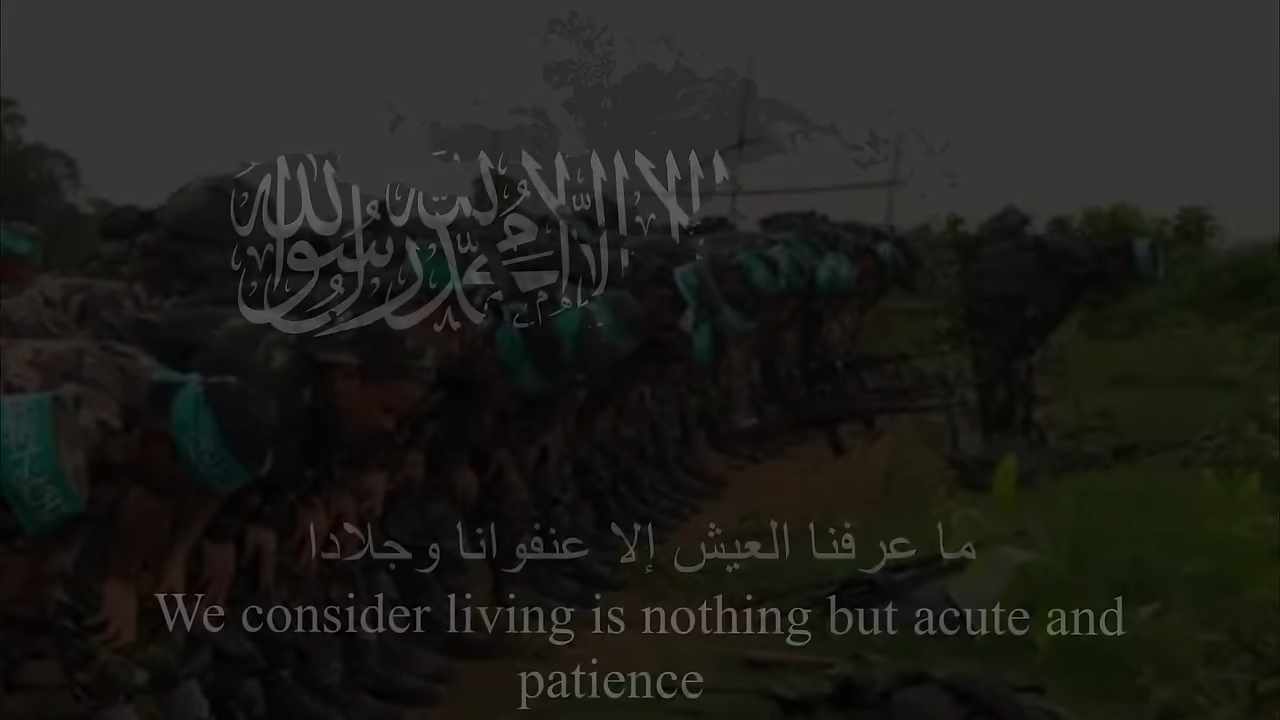 لا إله إلا الله
محمد رسول الله
ما عرفنا العيش إلا عنفوانا وجلادا
We consider living is nothing but acute and
patience